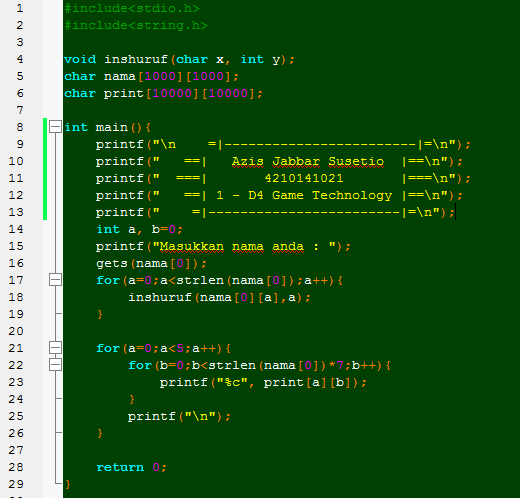 1 #include<stdio.h>
2 #include<string.h>
3
4 void inshuruf(char x, int y);
5 char nama[1000][1000];
6 char print[10000][10000];
7
8 int main(){
9     printf("\n    =|------------------------|=\n");
10     printf("   ==|   Azis Jabbar Susetio  |==\n");
11     printf("  ===|       4210141021       |===\n");
12     printf("   ==| 1 - D4 Game Technology |==\n");
13     printf("    =|------------------------|=\n");
14     int a, b=0;
15     printf("Masukkan nama anda : ");
16     gets(nama[0]);
17     for(a=0;a<strlen(nama[0]);a++){
18         inshuruf(nama[0][a],a);
19     }
20
21     for(a=0;a<5;a++){
22         for(b=0;b<strlen(nama[0])*7;b++){
23             printf("%c", print[a][b]);
24         }
25         printf("\n");
26     }
27
28     return 0;
29 }